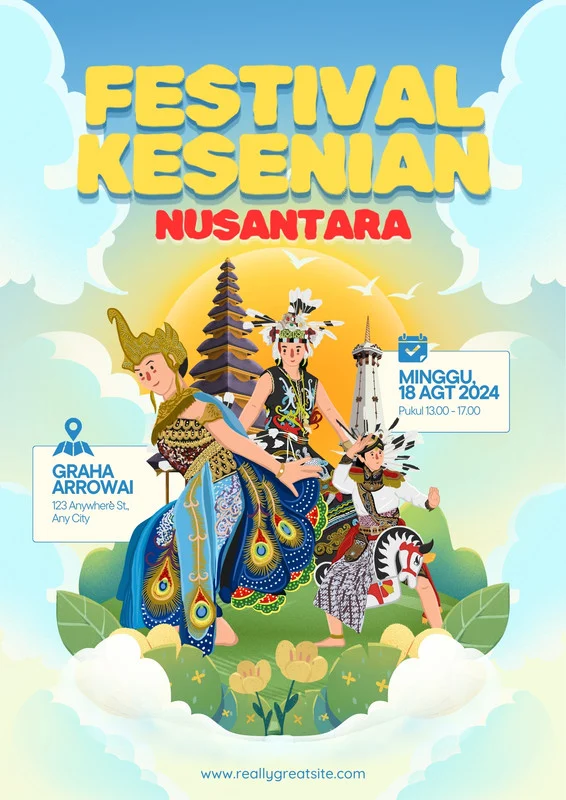 FESTIVAL
KESENIAN
NUSANTARA
MINGGU,
18 AGT 2024
Pukul 13.00 - 17.00
GRAHA
ARROWAI
123 Anywhere St.,
Any City
www.reallygreatsite.com